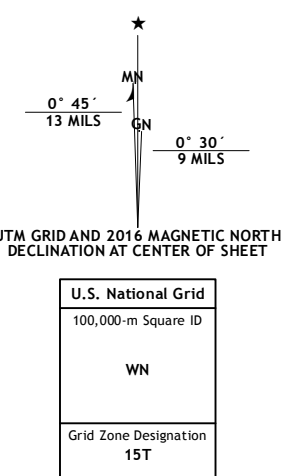 MN
0° 45´
13 MILS
GN
0° 30´
9 MILS
UTM GRID AND 2016 MAGNETIC NORTH
DECLINATION AT CENTER OF SHEET
U.S. National Grid
100,000-m Square ID
WN
Grid Zone Designation
15T